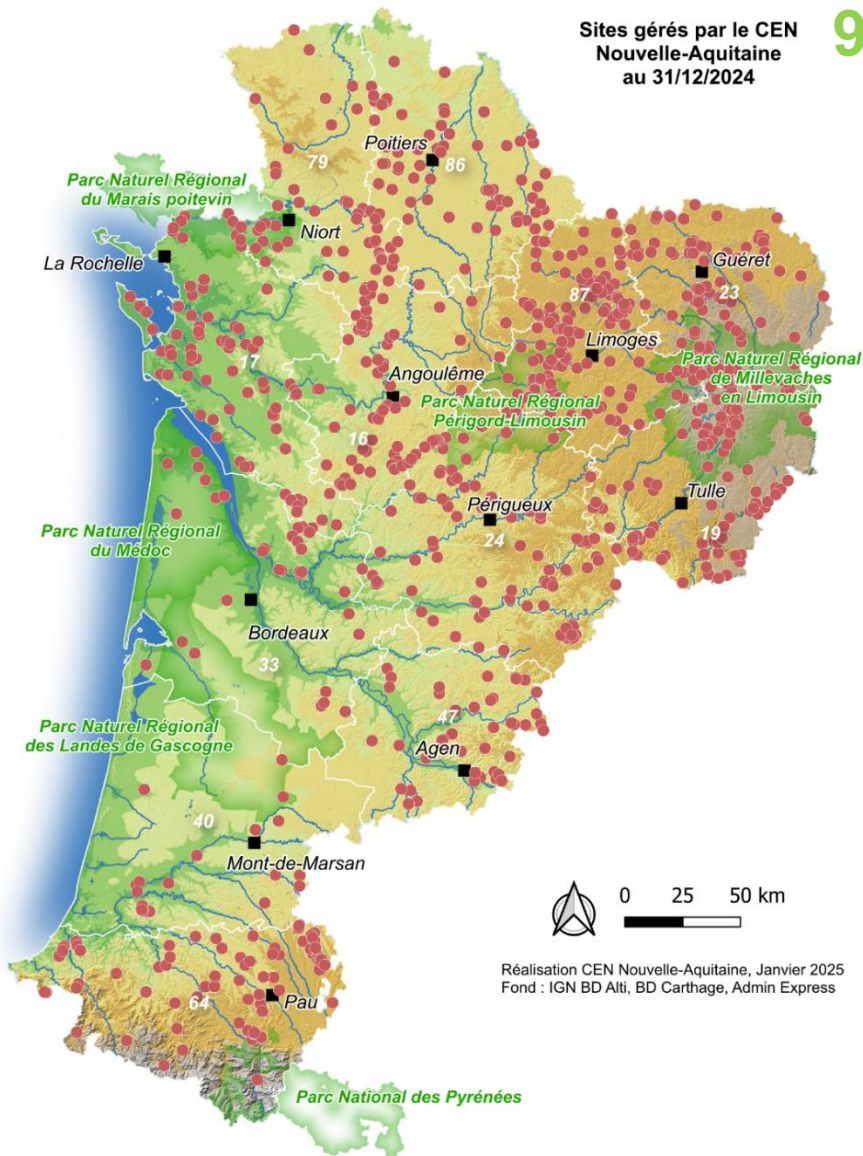 Sites gérés par le CEN
Nouvelle-Aquitaine
au 31/12/2024
9
Poitiers
86
79
Parc Naturel Régional
du Marais poitevin
Niort
La Rochelle
Guéret
23
87
Limoges
17
Parc Naturel Régional
de Millevaches
en Limousin
Angoulême
Parc Naturel Régional
Périgord-Limousin
16
Périgueux
24
Tulle
19
Parc Naturel Régional
du Médoc
Bordeaux
33
Parc Naturel Régional
des Landes de Gascogne
47
Agen
40
Mont-de-Marsan
0 25 50 km
Réalisation CEN Nouvelle-Aquitaine, Janvier 2025
Fond : IGN BD Alti, BD Carthage, Admin Express
64
Pau
Parc National des Pyrénées